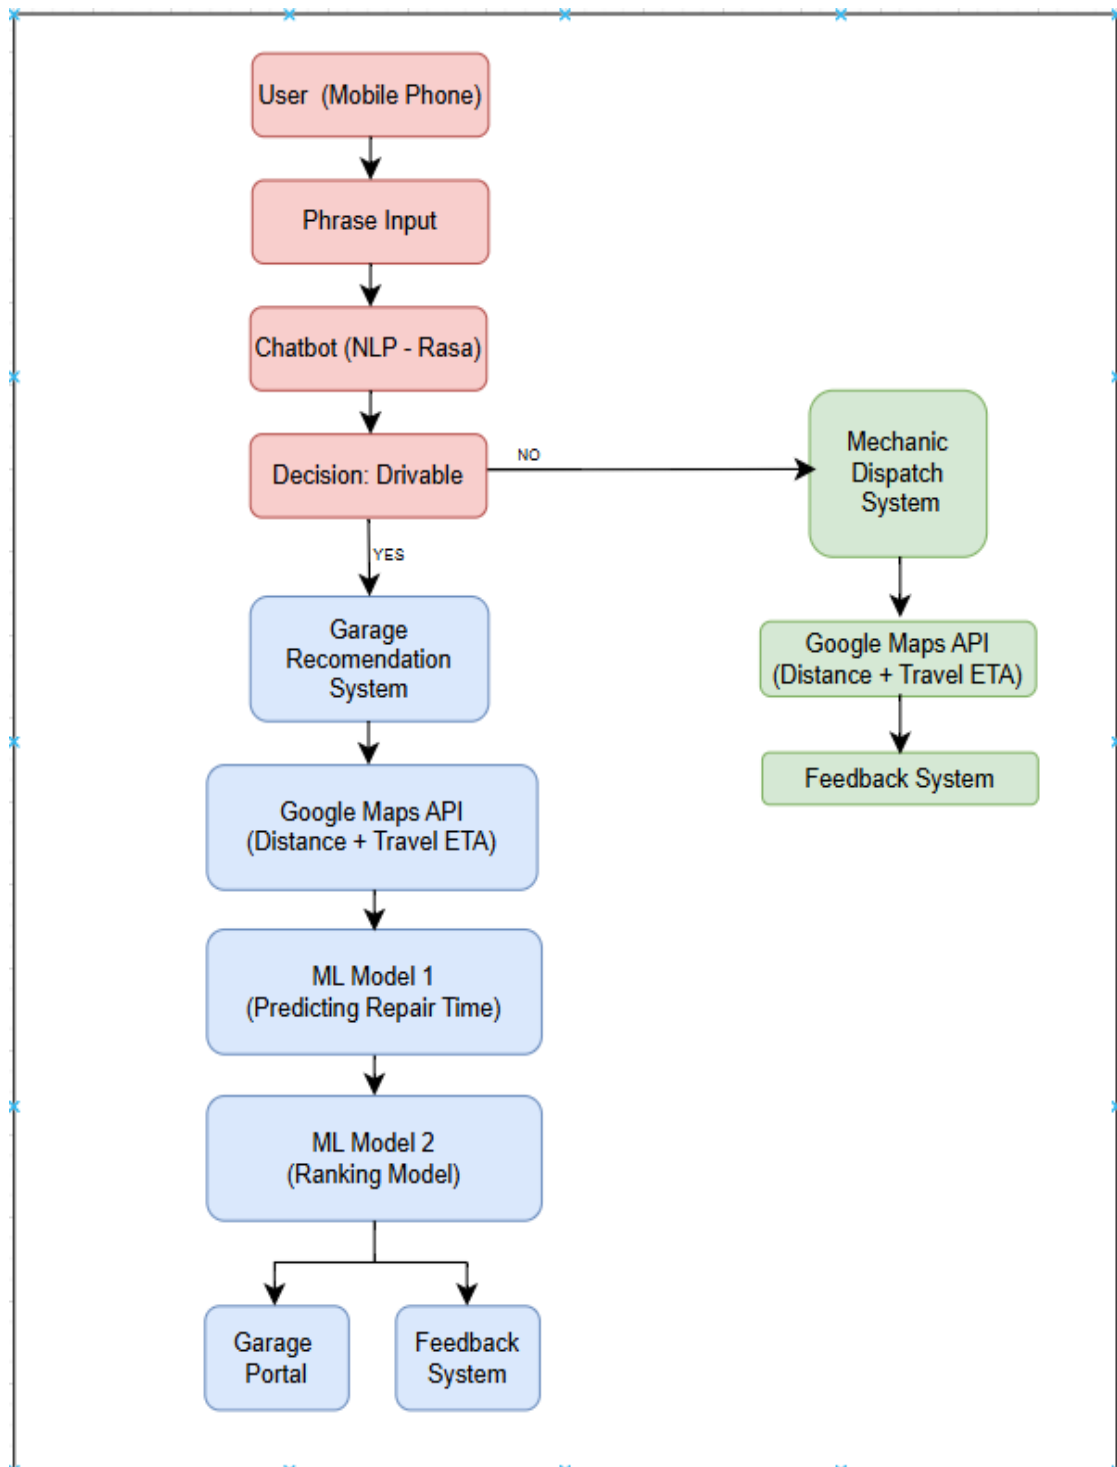 User (Mobile Phone)
Phrase Input
Chatbot (NLP - Rasa)
Decision: Drivable
NO
YES
Mechanic
Dispatch
System
Google Maps API
(Distance + Travel ETA)
Feedback System
Garage
Recomendation
System
Google Maps API
(Distance + Travel ETA)
ML Model 1
(Predicting Repair Time)
ML Model 2
(Ranking Model)
Garage
Portal
Feedback
System